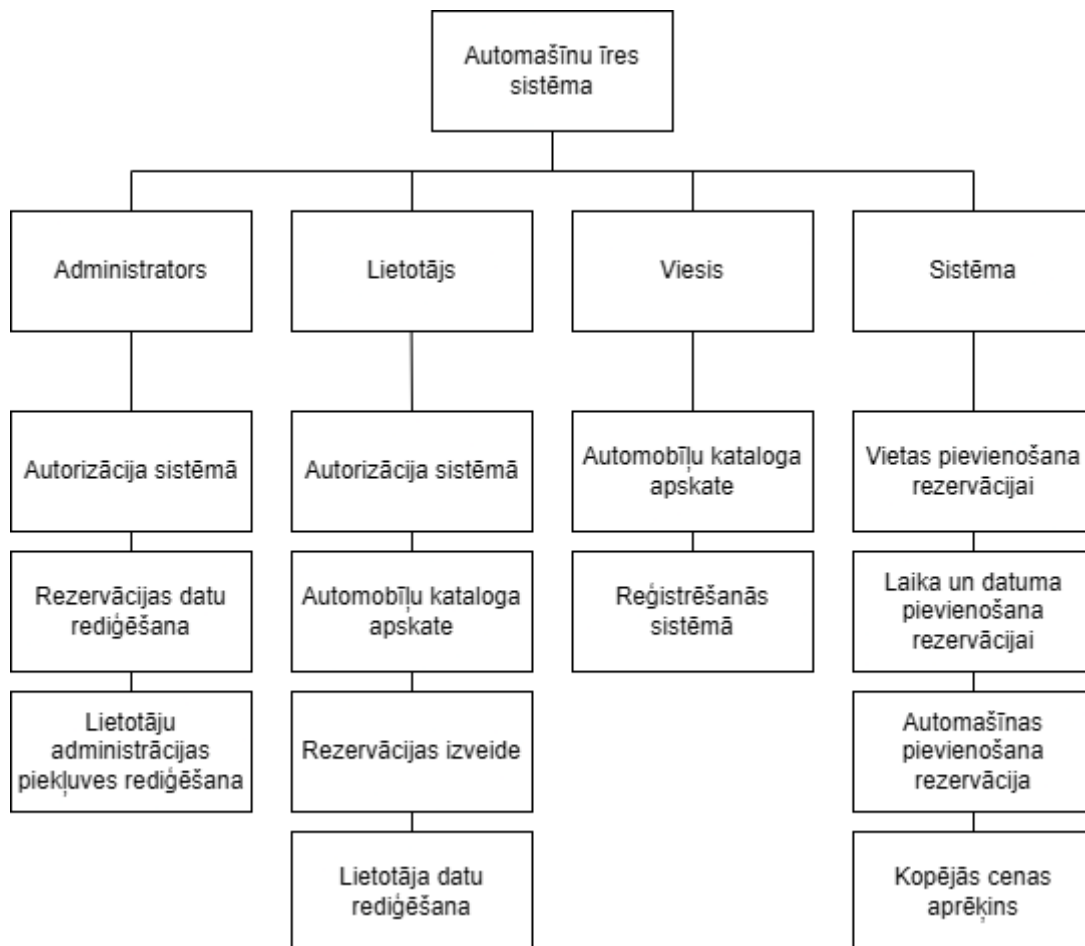 Automašīnu īres
sistēma
Administrators
Lietotājs
Viesis
Sistēma
Autorizācija sistēmā
Autorizācija sistēmā
Automobīļu kataloga
apskate
Vietas pievienošana
rezervācijai
Rezervācijas datu
rediģēšana
Automobīļu kataloga
apskate
Reģistrēšanās
sistēmā
Laika un datuma
pievienošana
rezervācijai
Lietotāju
administrācijas
piekļuves rediģēšana
Rezervācijas izveide
Automašīnas
pievienošana
rezervācija
Lietotāja datu
rediģēšana
Kopējās cenas
aprēķins